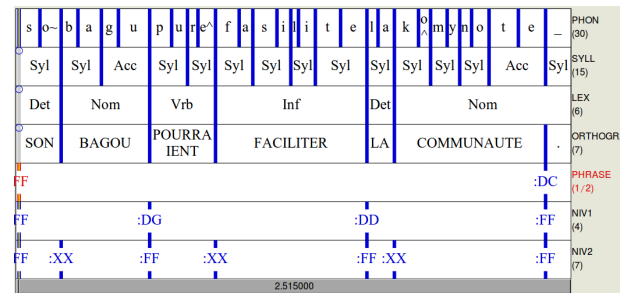 s o~ b a g u p u r e^ f a s i l i t e l a k o^ m y n o t e _ PHON
(30)
Syl Syl Acc Syl Syl Syl Syl Syl Syl Syl Syl Syl Syl Acc Syl SYLL
(15)
Det Nom Vrb Inf Det Nom LEX
(6)
SON BAGOU POURRA
IENT FACILITER LA COMMUNAUTE . ORTHOGR
(7)
FF :DC PHRASE
(1/2)
FF :DG :DD :FF NIV1
(4)
FF :XX :FF :XX :FF :XX :FF NIV2
(7)
2.515000